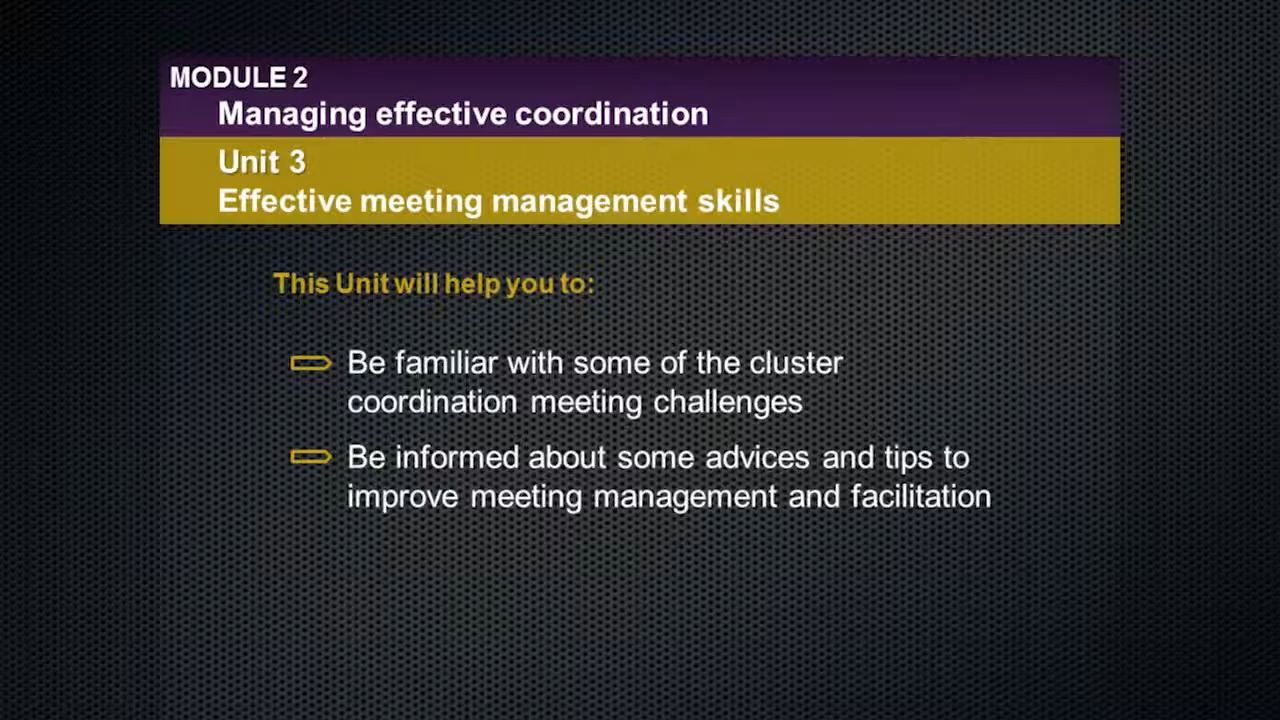 MODULE 2
Managing effective coordination
Unit 3
Effective meeting management skills
This Unit will help you to:
Be familiar with some of the cluster
coordination meeting challenges
Be informed about some advices and tips to
improve meeting management and facilitation